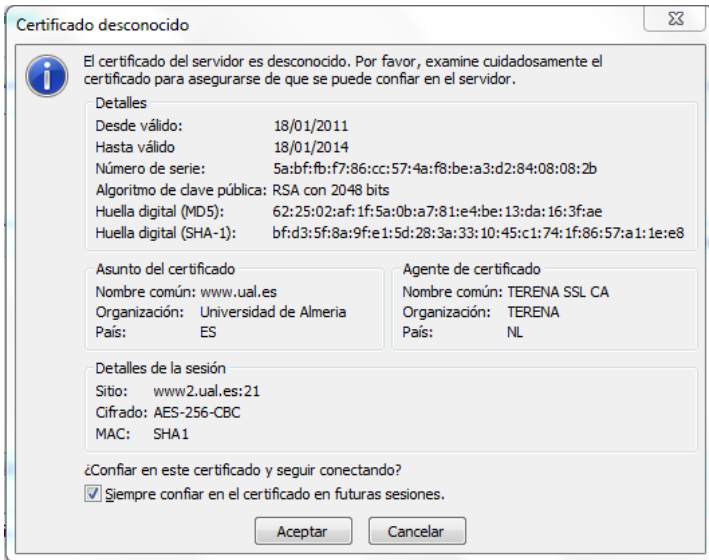 Certificado desconocido
El certificado del servidor es desconocido. Por favor, examine cuidadosamente el
certificado para asegurarse de que se puede confiar en el servidor.
Detalles
Desde válido: 18/01/2011
Hasta válido 18/01/2014
Número de serie: 5a:bf:fb:f7:86:cc:57:4a:f8:be:a3:d2:84:08:08:2b
Algoritmo de clave pública: RSA con 2048 bits
Huella digital (MD5): 62:25:02:af:1f:5a:0b:a7:81:e4:be:13:da:16:3f:ae
Huella digital (SHA-1): bf:d3:5f:8a:9f:e1:5d:28:3a:33:10:45:c1:74:1f:86:57:a1:1e:e8
Asunto del certificado
Nombre común: www.ual.es
Organización: Universidad de Almeria
País: ES
Agente de certificado
Nombre común: TERENA SSL CA
Organización: TERENA
País: NL
Detalles de la sesión
Sitio: www2.ual.es:21
Cifrado: AES-256-CBC
MAC: SHA1
¿Confiar en este certificado y seguir conectando?
Siempre confiar en el certificado en futuras sesiones.
Aceptar
Cancelar